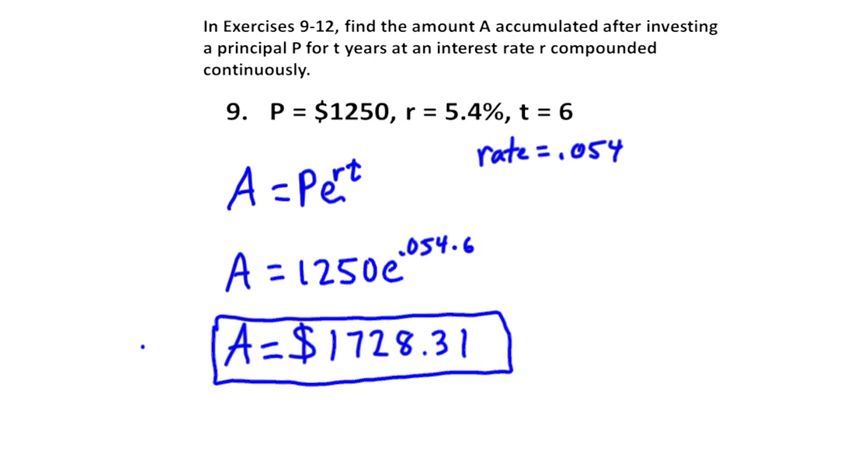 In Exercises 9-12, find the amount A accumulated after investing
a principal P for t years at an interest rate r compounded
continuously.
9. P = $1250, r = 5.4%, t = 6
rate = .054
A = Pe^rt
A = 1250e^.054·6
A = $1728.31